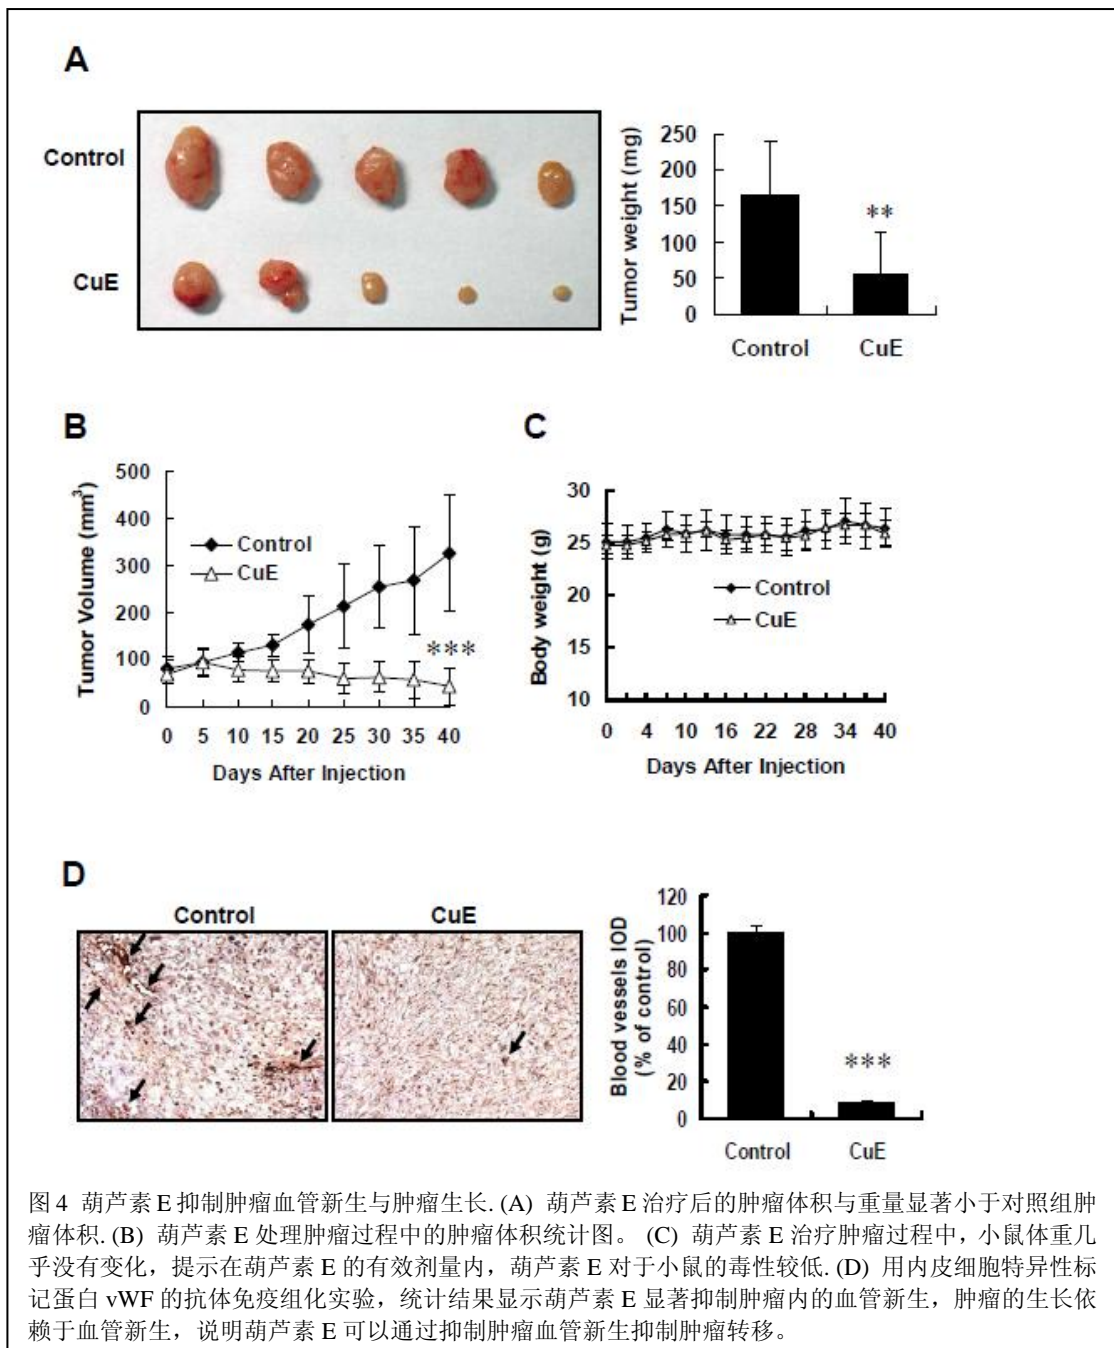 A
Control
CuE
Tumor weight (mg)
250
200
150
100
50
0
**
Control
CuE
B
Tumor Volume (mm³)
500
400
300
200
100
0
Control
CuE
***
0 5 10 15 20 25 30 35 40
Days After Injection
C
Body weight (g)
30
25
20
15
10
Control
CuE
0 4 10 16 22 28 34 40
Days After Injection
D
Control
CuE
Blood vessels IOD
(% of control)
120
100
80
60
40
20
0
***
Control
CuE
图 4 葫芦素 E 抑制肿瘤血管新生与肿瘤生长. (A) 葫芦素 E 治疗后的肿瘤体积与重量显著小于对照组肿
瘤体积. (B) 葫芦素 E 处理肿瘤过程中的肿瘤体积统计图。 (C) 葫芦素 E 治疗肿瘤过程中，小鼠体重几
乎没有变化，提示在葫芦素 E 的有效剂量内，葫芦素 E 对于小鼠的毒性较低. (D) 用内皮细胞特异性标
记蛋白 vWF 的抗体免疫组化实验，统计结果显示葫芦素 E 显著抑制肿瘤内的血管新生，肿瘤的生长依
赖于血管新生，说明葫芦素 E 可以通过抑制肿瘤血管新生抑制肿瘤转移。